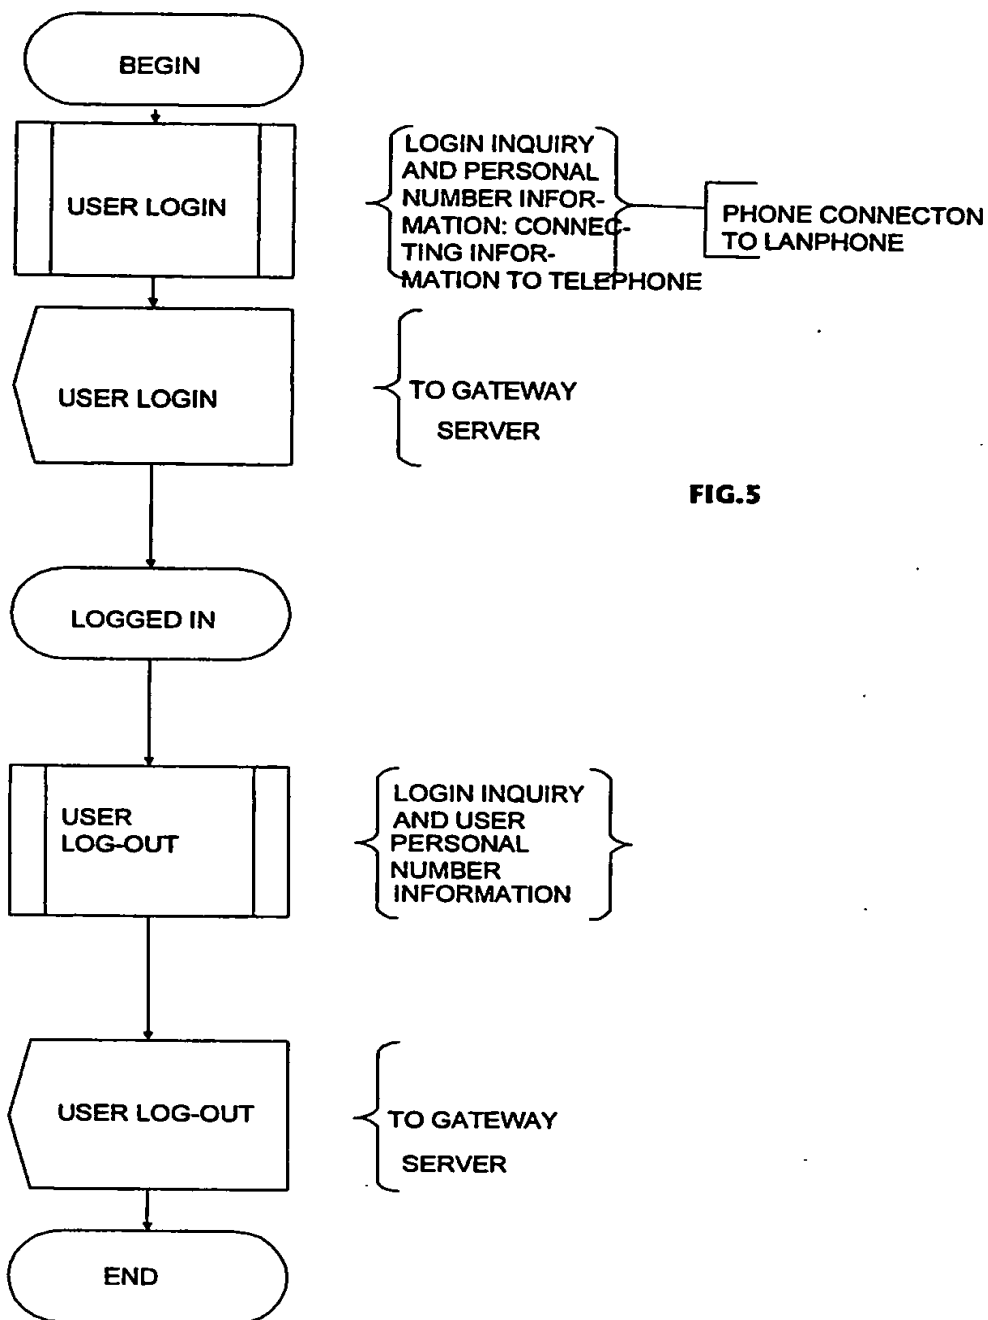 BEGIN
USER LOGIN
LOGIN INQUIRY
AND PERSONAL
NUMBER INFOR-
MATION: CONNEC-
TING INFOR-
MATION TO TELEPHONE
PHONE CONNECTON
TO LANPHONE
USER LOGIN
TO GATEWAY
SERVER
FIG.5
LOGGED IN
USER
LOG-OUT
LOGIN INQUIRY
AND USER
PERSONAL
NUMBER
INFORMATION
USER LOG-OUT
TO GATEWAY
SERVER
END